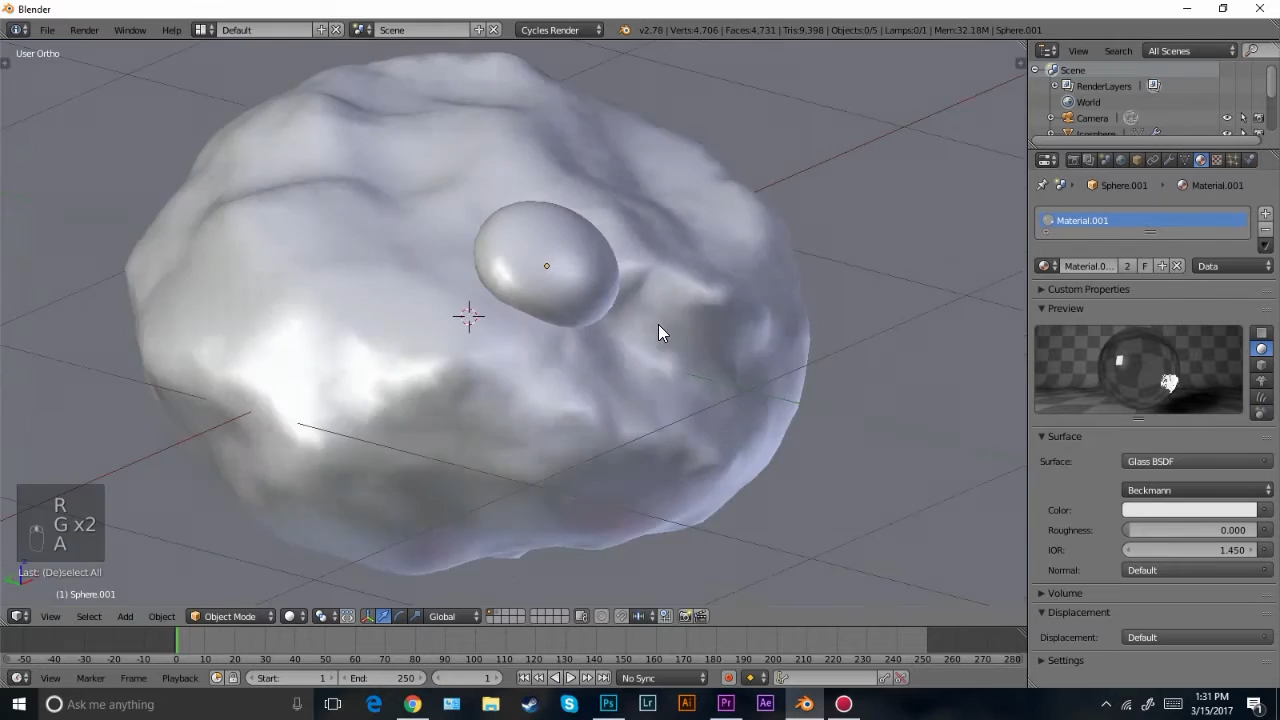 Blender
File Render Window Help Default Scene Cycles Render v2.78 | Verts:4,706 | Faces:4,731 | Tris:9,398 | Objects:0/5 | Lamps:0/1 | Mem:32.18M | Sphere.001
User Ortho
View Search All Scenes
Scene
RenderLayers
World
Camera
Icosphere
Sphere.001 Material.001
Material.001
Material.0... 2 F Data
Custom Properties
Preview
Surface
Surface: Glass BSDF
Beckmann
Color:
Roughness: 0.000
IOR: 1.450
Normal: Default
Volume
Displacement
Displacement: Default
Settings
R
G x2
A
Last: (De)select All
(1) Sphere.001
View Select Add Object Object Mode Global
-50 -40 -30 -20 -10 0 10 20 30 40 50 60 70 80 90 100 110 120 130 140 150 160 170 180 190 200 210 220 230 240 250 260 270 280
View Marker Frame Playback Start: 1 End: 250 1 No Sync
Ask me anything Ps Lr Ai Pr Ae 1:31 PM
3/15/2017
1